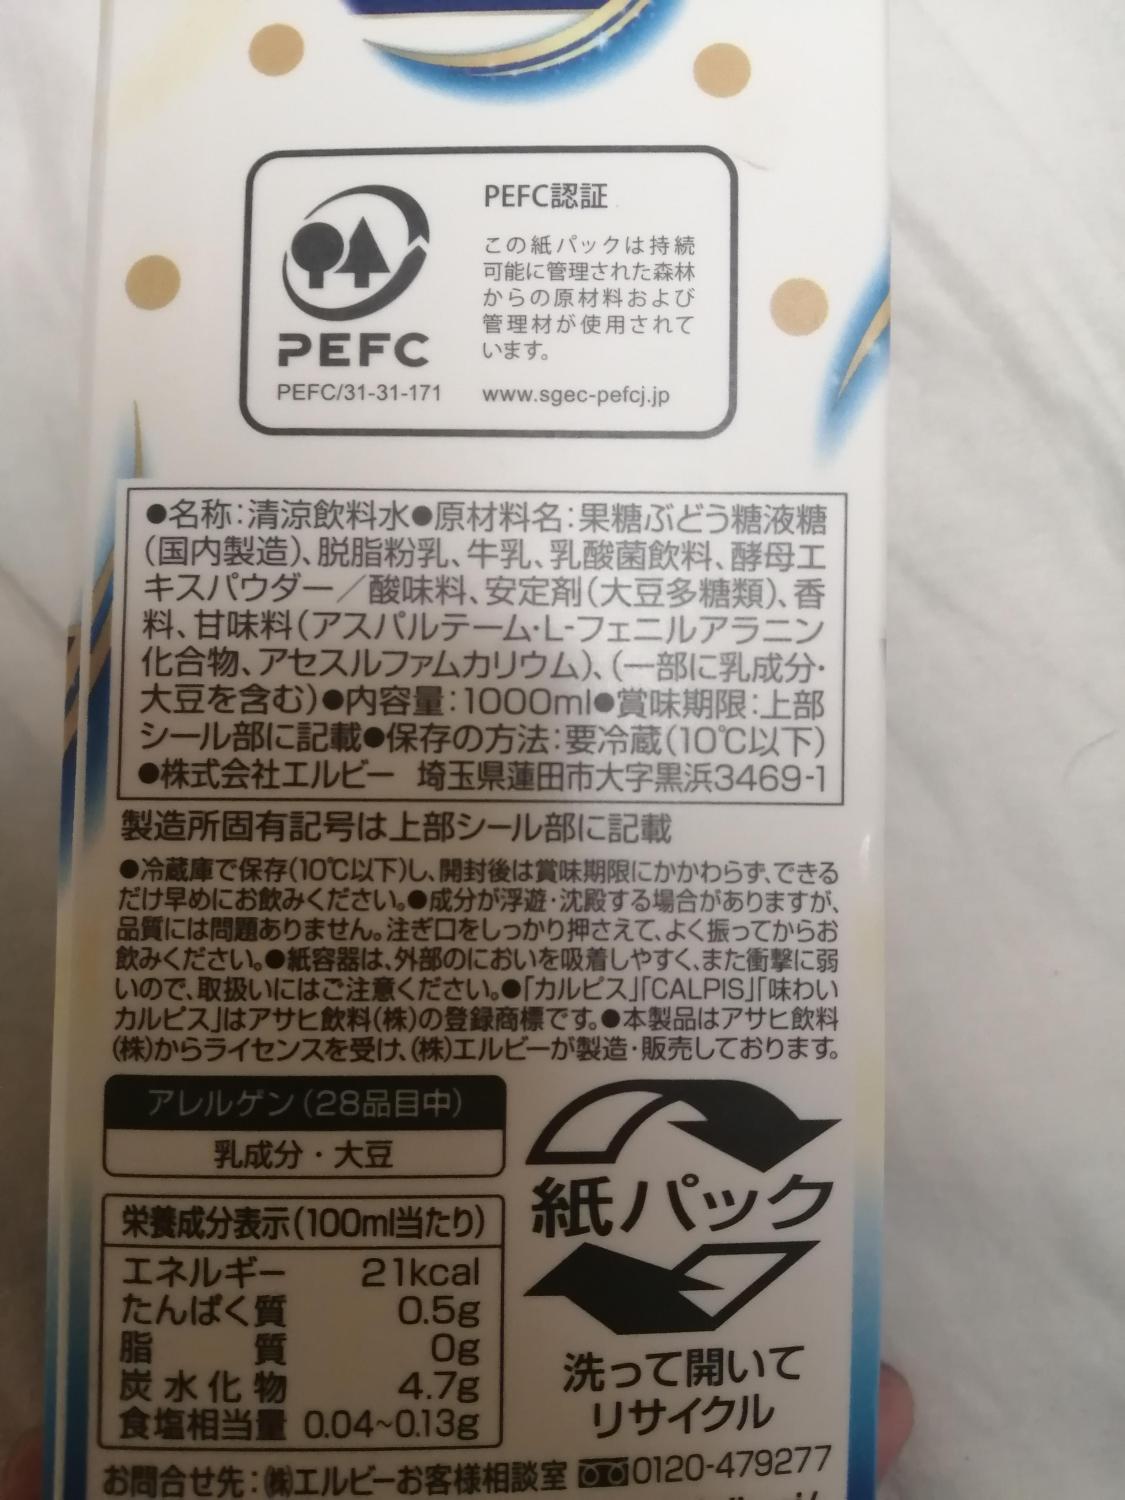 PEFC認証
この紙パックは持続
可能に管理された森林
からの原材料および
管理材が使用されて
います。
PEFC
PEFC/31-31-171
www.sgec-pefcj.jp
●名称:清涼飲料水●原材料名:果糖ぶどう糖液糖
(国内製造)、脱脂粉乳、牛乳、乳酸菌飲料、酵母エ
キスパウダー/酸味料、安定剤(大豆多糖類)、香
料、甘味料(アスパルテーム・L-フェニルアラニン
化合物、アセスルファムカリウム)、(一部に乳成分・
大豆を含む)●内容量:1000ml●賞味期限:上部
シール部に記載●保存の方法:要冷蔵(10℃以下)
●株式会社エルビー 埼玉県蓮田市大字黒浜3469-1
製造所固有記号は上部シール部に記載
●冷蔵庫で保存(10℃以下)し、開封後は賞味期限にかかわらず、できる
だけ早めにお飲みください。●成分が浮遊・沈殿する場合がありますが、
品質には問題ありません。注ぎ口をしっかり押さえて、よく振ってからお
飲みください。●紙容器は、外部のにおいを吸着しやすく、また衝撃に弱
いので、取扱いにはご注意ください。●「カルピス」「CALPIS」「味わい
カルピス」はアサヒ飲料(株)の登録商標です。●本製品はアサヒ飲料
(株)からライセンスを受け、(株)エルビーが製造・販売しております。
アレルゲン(28品目中)
乳成分・大豆
栄養成分表示(100ml当たり)
エネルギー 21kcal
たんぱく質 0.5g
脂質 0g
炭水化物 4.7g
食塩相当量 0.04~0.13g
紙パック
洗って開いて
リサイクル
お問合せ先:㈱エルビーお客様相談室 0120-479277